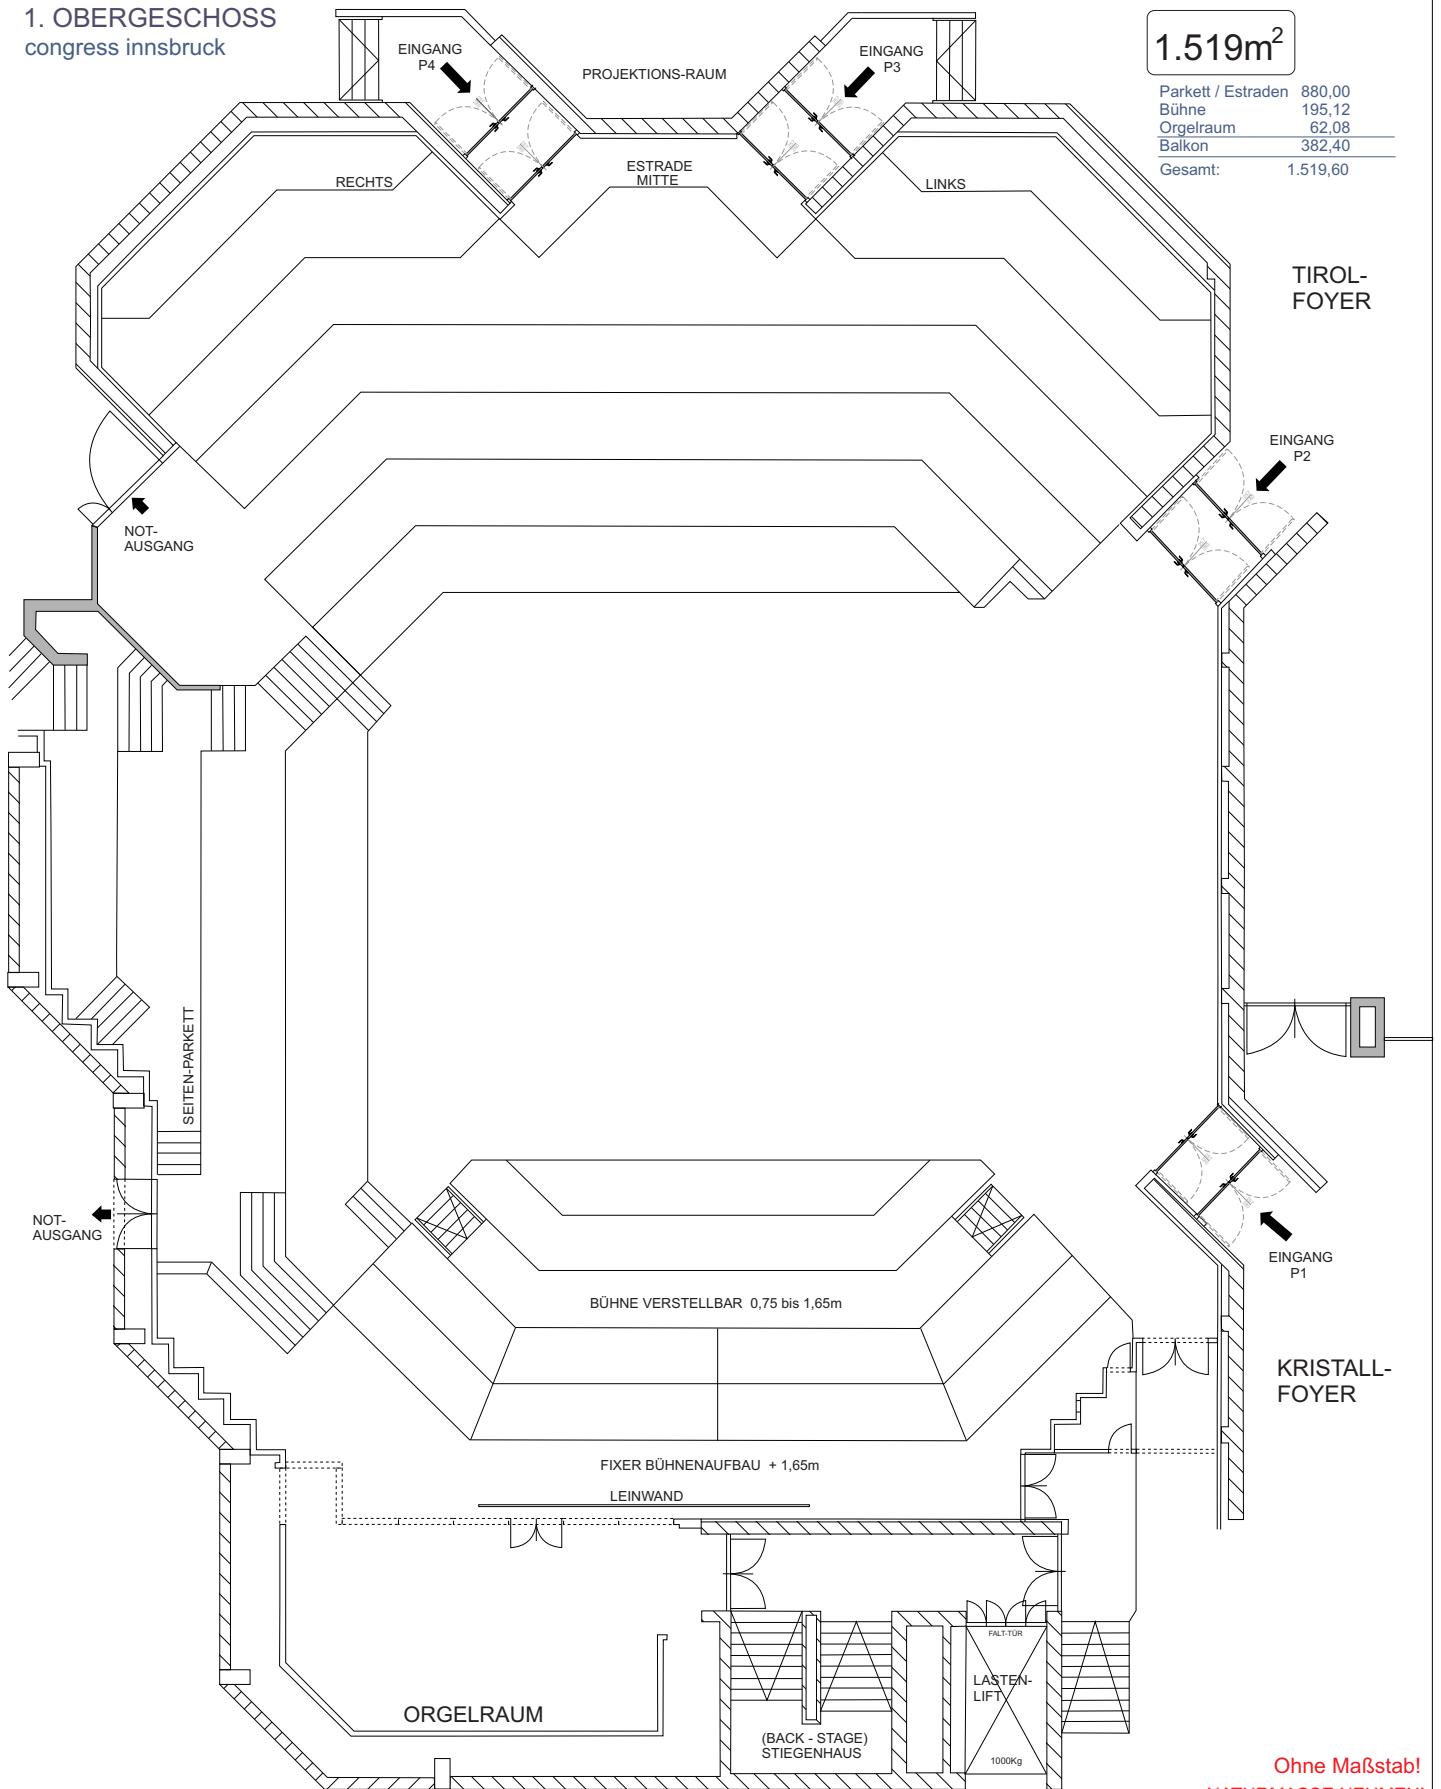 1. OBERGESCHOSS
congress innsbruck
1.519m²
Parkett / Estraden 880,00
Bühne 195,12
Orgelraum 62,08
Balkon 382,40
Gesamt: 1.519,60
EINGANG
P4
PROJEKTIONS-RAUM
EINGANG
P3
RECHTS
ESTRADE
MITTE
LINKS
TIROL-
FOYER
EINGANG
P2
NOT-
AUSGANG
SEITEN-PARKETT
NOT-
AUSGANG
EINGANG
P1
BÜHNE VERSTELLBAR 0,75 bis 1,65m
KRISTALL-
FOYER
FIXER BÜHNENAUFBAU + 1,65m
LEINWAND
FALT-TÜR
LASTEN-
LIFT
ORGELRAUM
(BACK - STAGE)
STIEGENHAUS
1000Kg
Ohne Maßstab!
NATURMASSE NEHMEN!